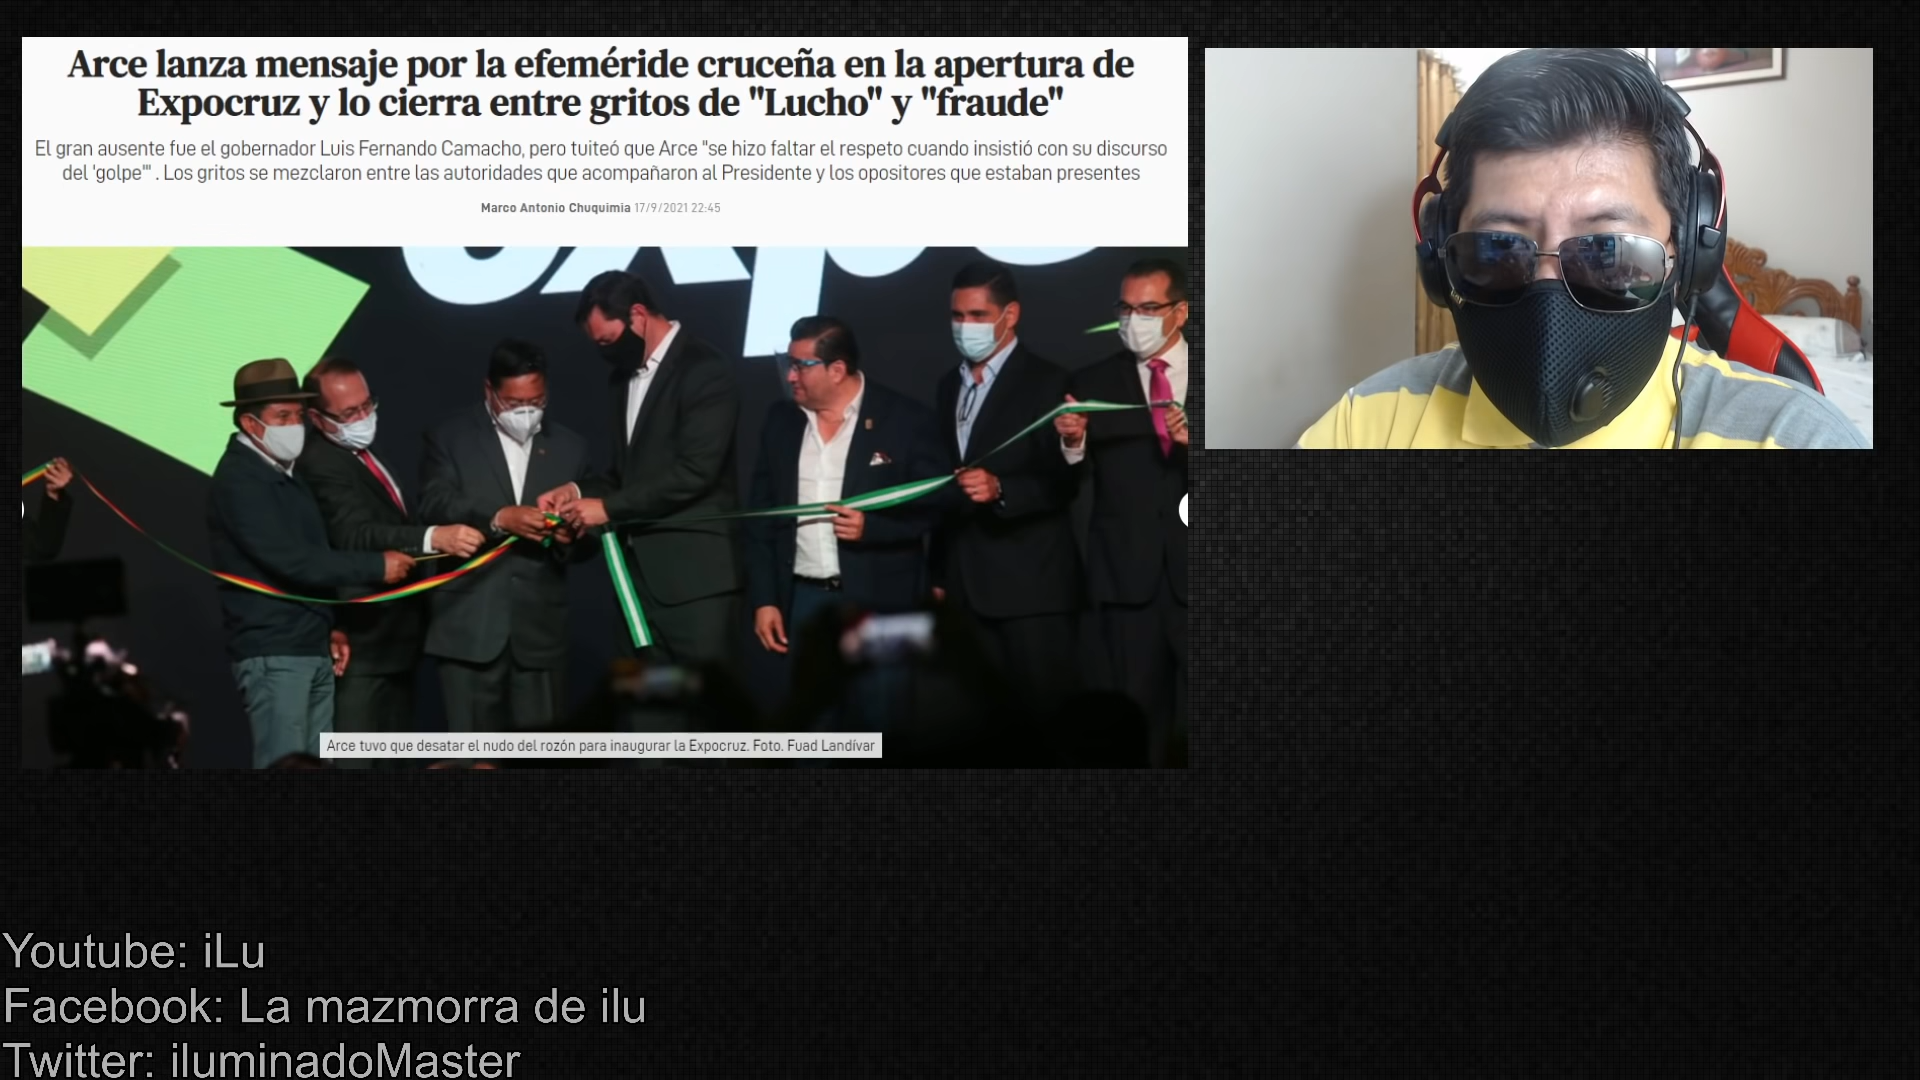 Arce lanza mensaje por la efeméride cruceña en la apertura de
Expocruz y lo cierra entre gritos de "Lucho" y "fraude"
El gran ausente fue el gobernador Luis Fernando Camacho, pero tuiteó que Arce "se hizo faltar el respeto cuando insistió con su discurso
del 'golpe'" . Los gritos se mezclaron entre las autoridades que acompañaron al Presidente y los opositores que estaban presentes
Marco Antonio Chuquimia 17/9/2021 22:45
expo
Arce tuvo que desatar el nudo del rozón para inaugurar la Expocruz. Foto. Fuad Landívar
Youtube: iLu
Facebook: La mazmorra de ilu
Twitter: iluminadoMaster